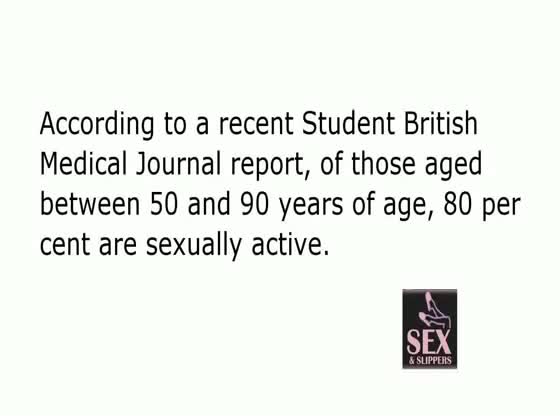 According to a recent Student British
Medical Journal report, of those aged
between 50 and 90 years of age, 80 per
cent are sexually active.
SEX
& SLIPPERS